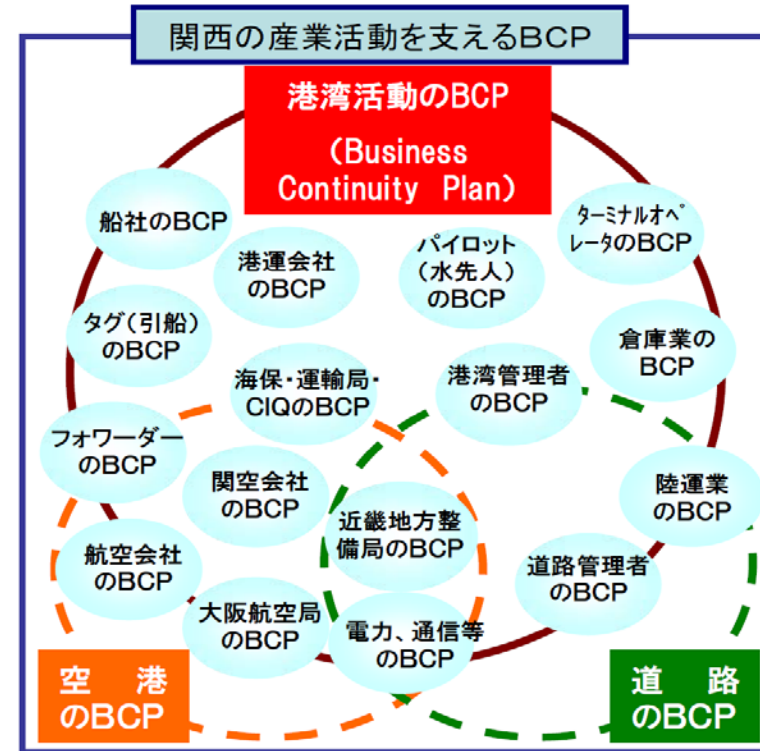 関西の産業活動を支えるBCP
港湾活動のBCP
（Business
Continuity Plan）
船社のBCP
港運会社
のBCP
パイロット
（水先人）
のBCP
ﾀｰﾐﾅﾙｵﾍﾟ
ﾚｰﾀのBCP
タグ（引船）
のBCP
倉庫業の
BCP
海保・運輸局・
CIQのBCP
港湾管理者
のBCP
フォワーダー
のBCP
関空会社
のBCP
陸運業
のBCP
近畿地方整
備局のBCP
航空会社
のBCP
道路管理者
のBCP
大阪航空局
のBCP
電力、通信等
のBCP
空　港
のBCP
道　路
のBCP